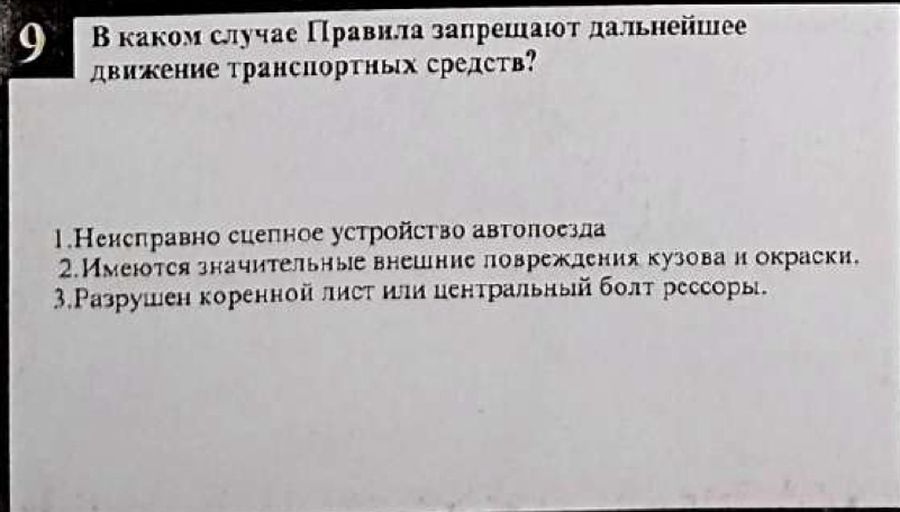 9
В каком случае Правила запрещают дальнейшее
движение транспортных средств?
1.Неисправно сцепное устройство автопоезда
2.Имеются значительные внешние повреждения кузова и окраски.
3.Разрушен коренной лист или центральный болт рессоры.